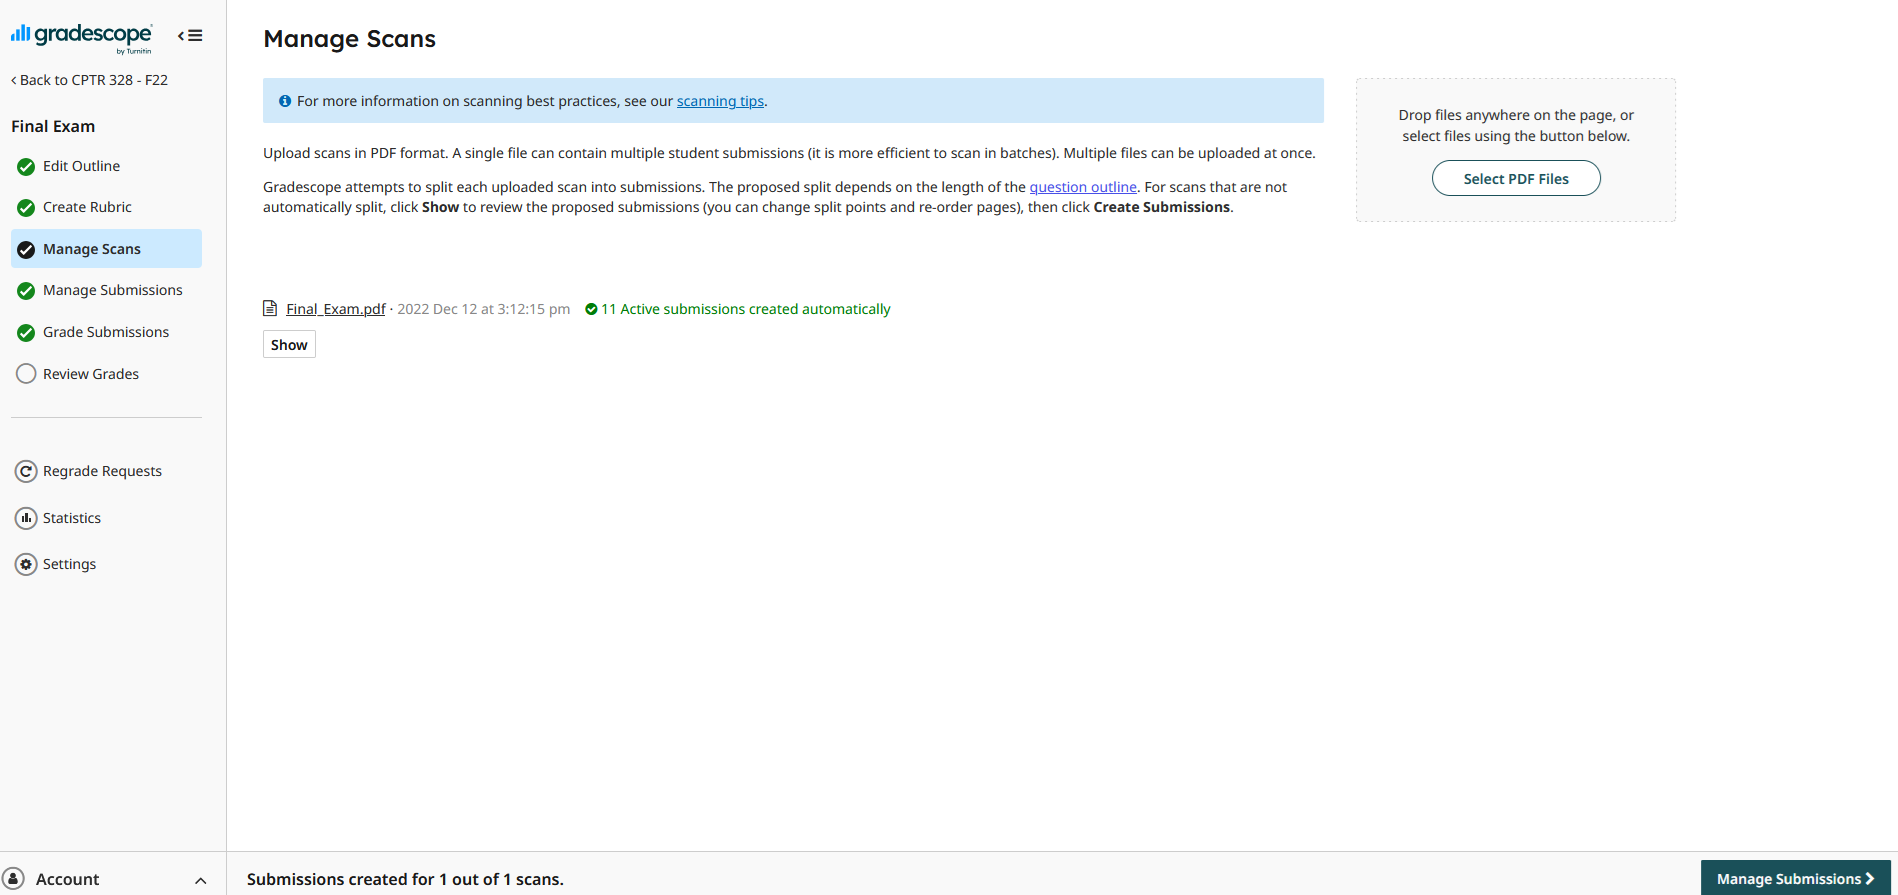 gradescope
by Turnitin
Back to CPTR 328 - F22
Final Exam
Edit Outline
Create Rubric
Manage Scans
Manage Submissions
Grade Submissions
Review Grades
Regrade Requests
Statistics
Settings
Account
Manage Scans
For more information on scanning best practices, see our scanning tips.
Upload scans in PDF format. A single file can contain multiple student submissions (it is more efficient to scan in batches). Multiple files can be uploaded at once.
Gradescope attempts to split each uploaded scan into submissions. The proposed split depends on the length of the question outline. For scans that are not
automatically split, click Show to review the proposed submissions (you can change split points and re-order pages), then click Create Submissions.
Drop files anywhere on the page, or
select files using the button below.
Select PDF Files
Final_Exam.pdf · 2022 Dec 12 at 3:12:15 pm 11 Active submissions created automatically
Show
Submissions created for 1 out of 1 scans.
Manage Submissions